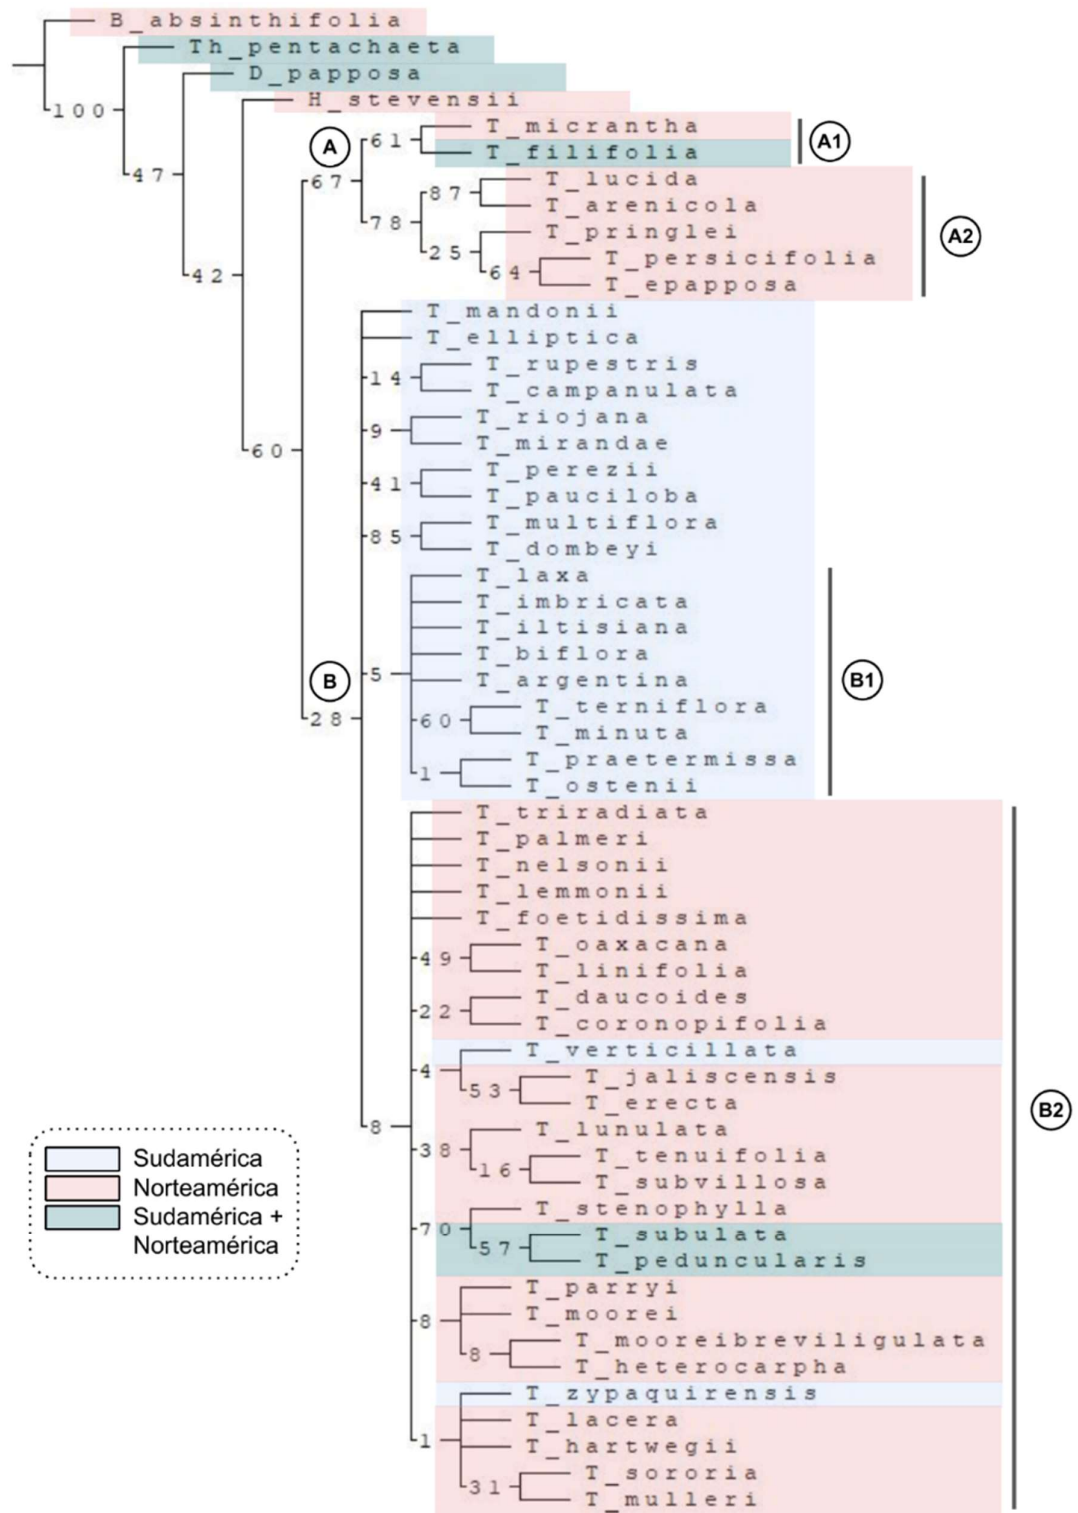 B_absinthifolia
Th_pentachaeta
D_papposa
H_stevensii
100
47
42
60
A
67
61
T_micrantha
T_filifolia
A1
78
87
T_lucida
T_arenicola
25
T_pringlei
64
T_persicifolia
T_epapposa
A2
B
28
T_mandonii
T_elliptica
14
T_rupestris
T_campanulata
9
T_riojana
T_mirandae
41
T_perezii
T_pauciloba
85
T_multiflora
T_dombeyi
5
T_laxa
T_imbricata
T_iltisiana
T_biflora
T_argentina
60
T_terniflora
T_minuta
1
T_praetermissa
T_ostenii
B1
8
T_triradiata
T_palmeri
T_nelsonii
T_lemmonii
T_foetidissima
49
T_oaxacana
T_linifolia
22
T_daucoides
T_coronopifolia
4
T_verticillata
53
T_jaliscensis
T_erecta
38
T_lunulata
16
T_tenuifolia
T_subvillosa
70
T_stenophylla
57
T_subulata
T_peduncularis
8
T_parryi
T_moorei
8
T_mooreibreviligulata
T_heterocarpha
1
T_zypaquirensis
T_lacera
T_hartwegii
31
T_sororia
T_mulleri
B2
Sudamérica
Norteamérica
Sudamérica +
Norteamérica